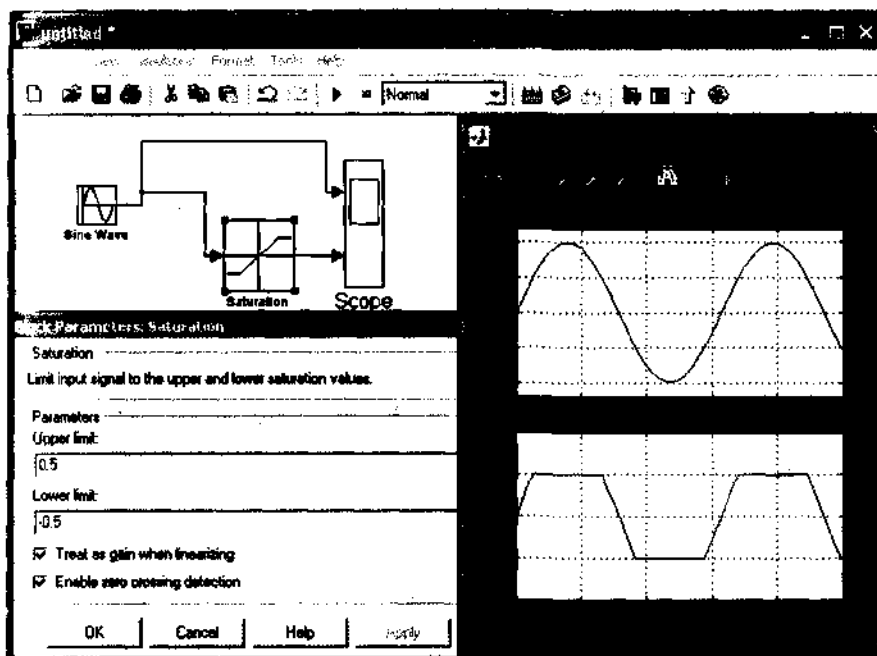 untitled *
Format Tools Help
Normal
Sine Wave
Saturation
Scope
Block Parameters: Saturation
Saturation
Limit input signal to the upper and lower saturation values.
Parameters
Upper limit:
0.5
Lower limit:
-0.5
Treat as gain when linearizing
Enable zero crossing detection
OK
Cancel
Help
Apply